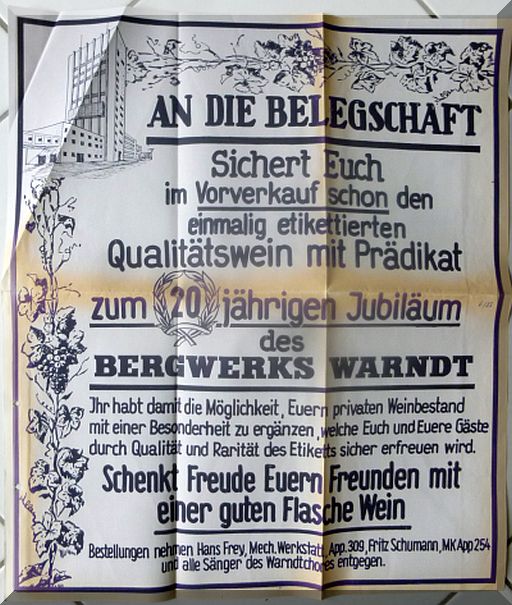 AN DIE BELEGSCHAFT
Sichert Euch
im Vorverkauf schon den
einmalig etikettierten
Qualitätswein mit Prädikat
zum 20 jährigen Jubiläum
des
BERGWERKS WARNDT
Jhr habt damit die Möglichkeit, Euern privaten Weinbestand
mit einer Besonderheit zu ergänzen, welche Euch und Euere Gäste
durch Qualität und Rarität des Etiketts sicher erfreuen wird.
Schenkt Freude Euern Freunden mit
einer guten Flasche Wein
Bestellungen nehmen Hans Frey, Mech. Werkstatt, App. 309, Fritz Schumann, MK App 254
und alle Sänger des Warndtchores entgegen.